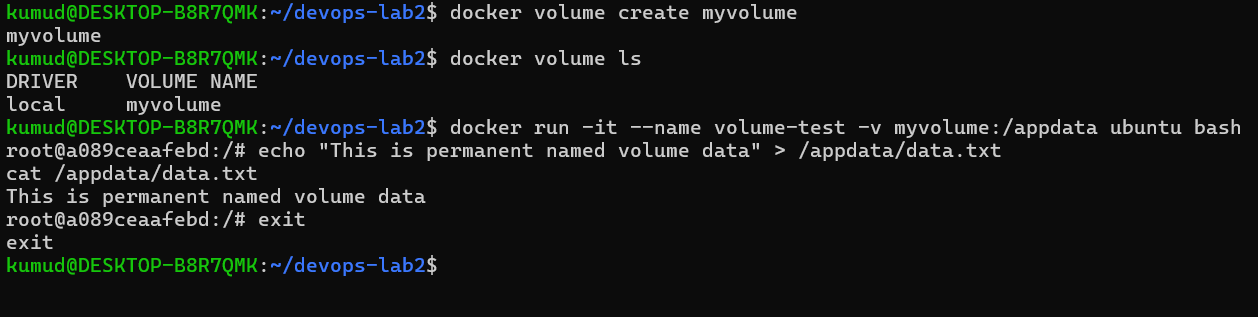 kumud@DESKTOP-B8R7QMK:~/devops-lab2$ docker volume create myvolume
myvolume
kumud@DESKTOP-B8R7QMK:~/devops-lab2$ docker volume ls
DRIVER    VOLUME NAME
local     myvolume
kumud@DESKTOP-B8R7QMK:~/devops-lab2$ docker run -it --name volume-test -v myvolume:/appdata ubuntu bash
root@a089ceaafebd:/# echo "This is permanent named volume data" > /appdata/data.txt
cat /appdata/data.txt
This is permanent named volume data
root@a089ceaafebd:/# exit
exit
kumud@DESKTOP-B8R7QMK:~/devops-lab2$